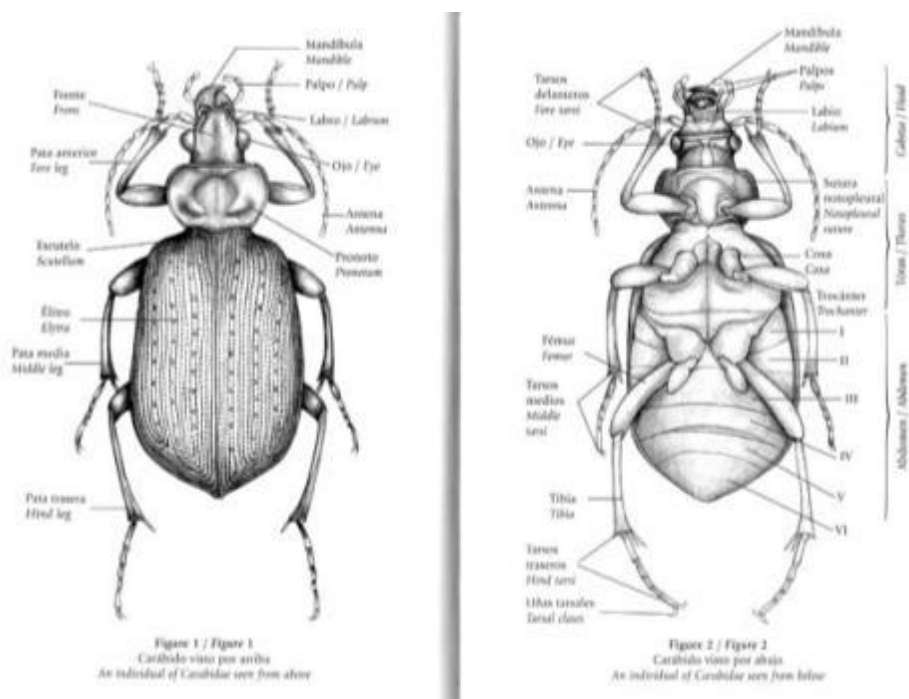 Mandíbula
Mandible
Palpo / Palp
Frente
Frons
Labro / Labrum
Pata anterior
Fore leg
Ojo / Eye
Antena
Antenna
Escutelo
Scutellum
Pronoto
Pronotum
Élitro
Elytra
Pata media
Middle leg
Pata trasera
Hind leg
Figure 1 / Figure 1
Carábido visto por arriba
An individual of Carabidae seen from above
Mandíbula
Mandible
Tarsos
delanteros
Fore tarsi
Palpos
Palps
Labio
Labium
Ojo / Eye
Antena
Antenna
Sutura
notopleural
Notopleural
suture
Coxa
Coxa
Trocánter
Trochanter
I
Fémur
Femur
II
Tarsos
medios
Middle
tarsi
III
IV
Tibia
Tibia
V
VI
Tarsos
traseros
Hind tarsi
Uñas tarsales
Tarsal claws
Cabeza / Head
Tórax / Thorax
Abdomen / Abdomen
Figure 2 / Figure 2
Carábido visto por abajo
An individual of Carabidae seen from below